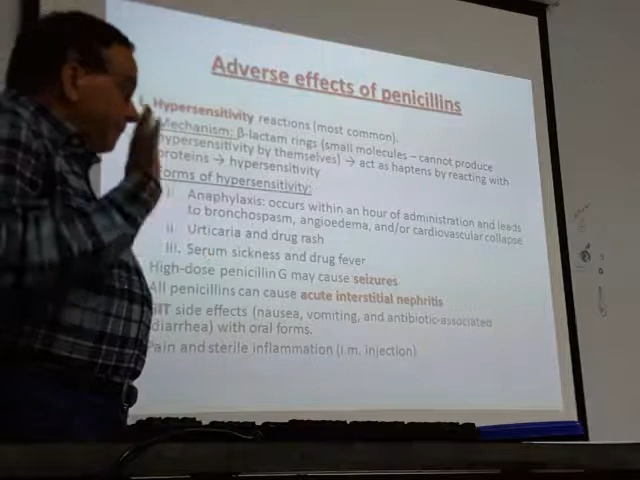 Adverse effects of penicillins
Hypersensitivity reactions (most common).
Mechanism: β-lactam rings (small molecules – cannot produce
hypersensitivity by themselves) → act as haptens by reacting with
proteins → hypersensitivity
Forms of hypersensitivity:
i Anaphylaxis: occurs within an hour of administration and leads
to bronchospasm, angioedema, and/or cardiovascular collapse
ii Urticaria and drug rash
iii. Serum sickness and drug fever
High-dose penicillin G may cause seizures
All penicillins can cause acute interstitial nephritis
GIT side effects (nausea, vomiting, and antibiotic-associated
diarrhea) with oral forms.
Pain and sterile inflammation (i.m. injection)